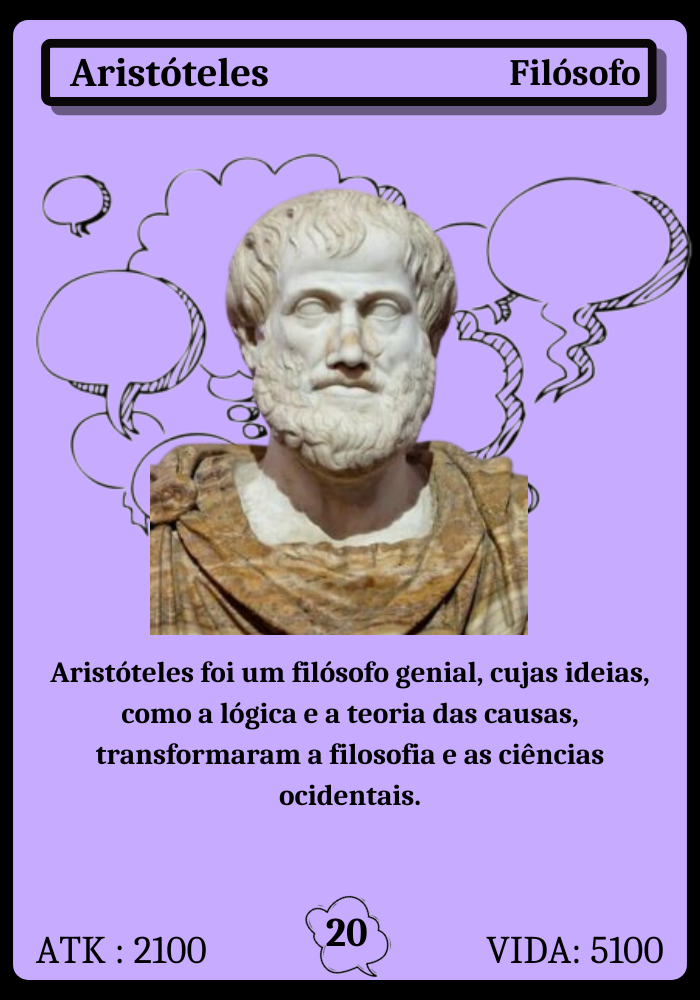 Aristóteles Filósofo
Aristóteles foi um filósofo genial, cujas ideias,
como a lógica e a teoria das causas,
transformaram a filosofia e as ciências
ocidentais.
ATK : 2100 20 VIDA: 5100